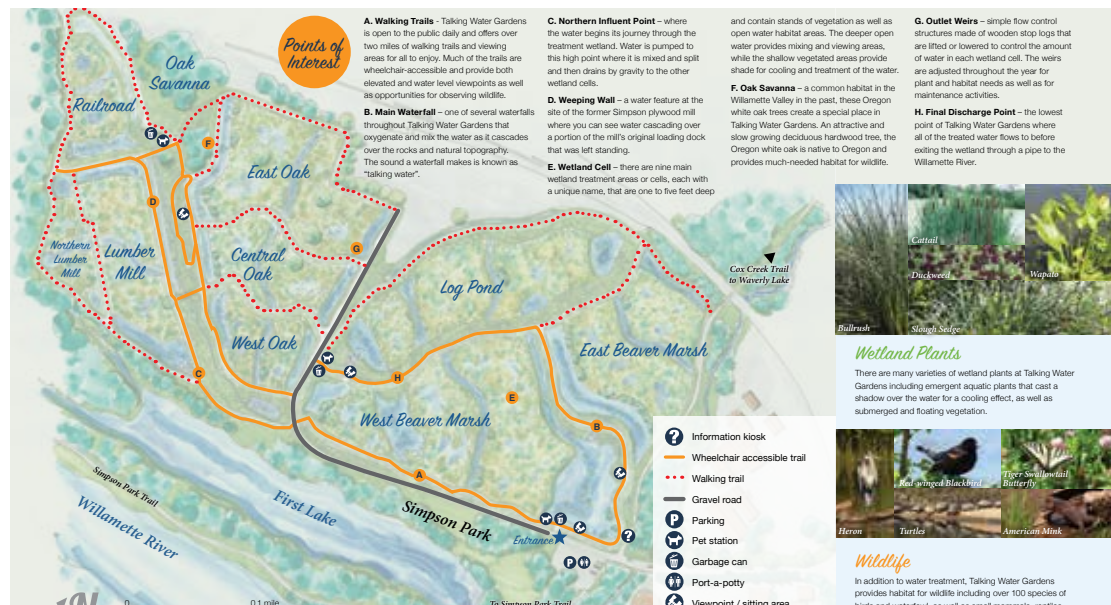 Points of
Interest
A. Walking Trails - Talking Water Gardens
is open to the public daily and offers over
two miles of walking trails and viewing
areas for all to enjoy. Much of the trails are
wheelchair-accessible and provide both
elevated and water level viewpoints as well
as opportunities for observing wildlife.
B. Main Waterfall – one of several waterfalls
throughout Talking Water Gardens that
oxygenate and mix the water as it cascades
over the rocks and natural topography.
The sound a waterfall makes is known as
"talking water".
C. Northern Influent Point – where
the water begins its journey through the
treatment wetland. Water is pumped to
this high point where it is mixed and split
and then drains by gravity to the other
wetland cells.
D. Weeping Wall – a water feature at the
site of the former Simpson plywood mill
where you can see water cascading over
a portion of the mill's original loading dock
that was left standing.
E. Wetland Cell – there are nine main
wetland treatment areas or cells, each with
a unique name, that are one to five feet deep
and contain stands of vegetation as well as
open water habitat areas. The deeper open
water provides mixing and viewing areas,
while the shallow vegetated areas provide
shade for cooling and treatment of the water.
F. Oak Savanna – a common habitat in the
Willamette Valley in the past, these Oregon
white oak trees create a special place in
Talking Water Gardens. An attractive and
slow growing deciduous hardwood tree, the
Oregon white oak is native to Oregon and
provides much-needed habitat for wildlife.
G. Outlet Weirs – simple flow control
structures made of wooden stop logs that
are lifted or lowered to control the amount
of water in each wetland cell. The weirs
are adjusted throughout the year for
plant and habitat needs as well as for
maintenance activities.
H. Final Discharge Point – the lowest
point of Talking Water Gardens where
all of the treated water flows to before
exiting the wetland through a pipe to the
Willamette River.
Oak
Savanna
Railroad
F
East Oak
D
Northern
Lumber
Mill
Lumber
Mill
Central
Oak
G
Log Pond
Cox Creek Trail
to Waverly Lake
West Oak
East Beaver Marsh
C
H
E
West Beaver Marsh
B
A
Simpson Park Trail
First Lake
Willamette River
Simpson Park
Entrance
?
P
0
0.1 mile
To Simpson Park Trail
? Information kiosk
Wheelchair accessible trail
Walking trail
Gravel road
P Parking
Pet station
Garbage can
Port-a-potty
Viewpoint / sitting area
Cattail
Duckweed
Wapato
Bullrush
Slough Sedge
Wetland Plants
There are many varieties of wetland plants at Talking Water
Gardens including emergent aquatic plants that cast a
shadow over the water for a cooling effect, as well as
submerged and floating vegetation.
Red-winged Blackbird
Tiger Swallowtail
Butterfly
Heron
Turtles
American Mink
Wildlife
In addition to water treatment, Talking Water Gardens
provides habitat for wildlife including over 100 species of